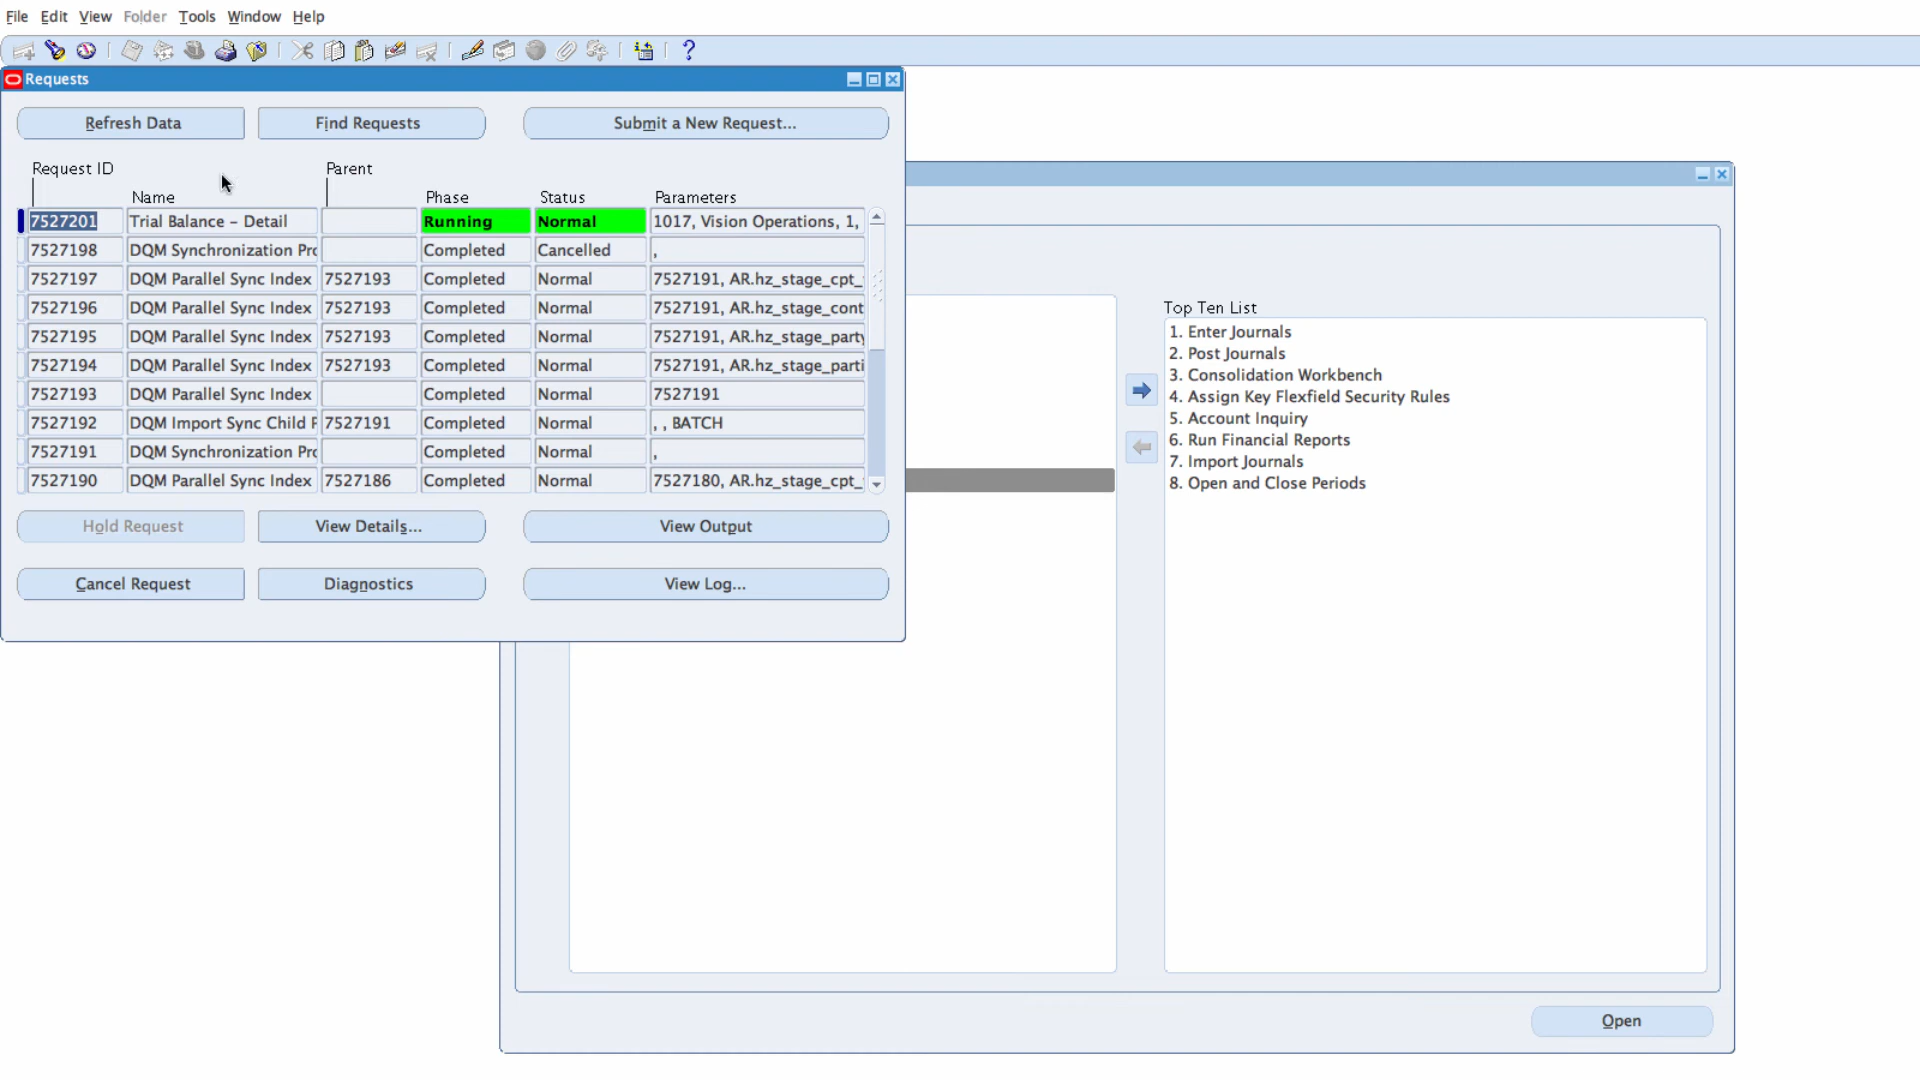 File Edit View Folder Tools Window Help
Requests
Refresh Data Find Requests Submit a New Request...
Request ID Parent
Name Phase Status Parameters
7527201 Trial Balance – Detail Running Normal 1017, Vision Operations, 1,
7527198 DQM Synchronization Pro Completed Cancelled ,
7527197 DQM Parallel Sync Index 7527193 Completed Normal 7527191, AR.hz_stage_cpt_
7527196 DQM Parallel Sync Index 7527193 Completed Normal 7527191, AR.hz_stage_cont
7527195 DQM Parallel Sync Index 7527193 Completed Normal 7527191, AR.hz_stage_party
7527194 DQM Parallel Sync Index 7527193 Completed Normal 7527191, AR.hz_stage_parti
7527193 DQM Parallel Sync Index Completed Normal 7527191
7527192 DQM Import Sync Child P 7527191 Completed Normal , , BATCH
7527191 DQM Synchronization Pro Completed Normal ,
7527190 DQM Parallel Sync Index 7527186 Completed Normal 7527180, AR.hz_stage_cpt_
Hold Request View Details... View Output
Cancel Request Diagnostics View Log...
Top Ten List
1. Enter Journals
2. Post Journals
3. Consolidation Workbench
4. Assign Key Flexfield Security Rules
5. Account Inquiry
6. Run Financial Reports
7. Import Journals
8. Open and Close Periods
Open